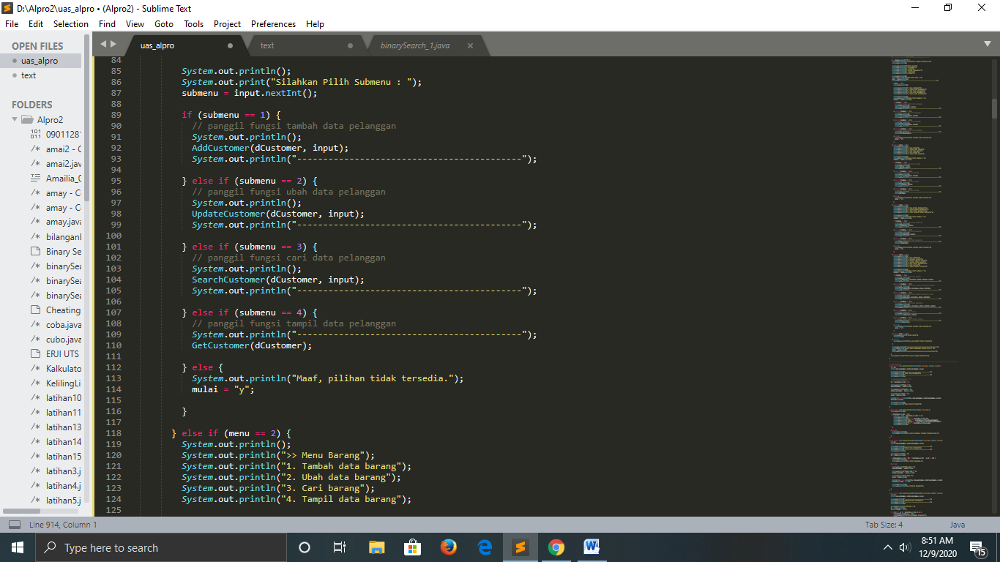 D:\Alpro2\uas_alpro • (Alpro2) - Sublime Text
File Edit Selection Find View Goto Tools Project Preferences Help
OPEN FILES
uas_alpro
text
FOLDERS
Alpro2
09011281
amai2 - C
amai2.jav
Amailia_0
amay - C
amay - C
amay.java
bilanganl
Binary Se
binarySea
binarySea
binarySea
Cheating
coba.java
cubo.java
ERJI UTS
Kalkulato
KelilingLi
latihan10
latihan11
latihan13
latihan14
latihan15
latihan3.j
latihan4.j
latihan5.j
uas_alpro
text
binarySearch_1.java
84
85 System.out.println();
86 System.out.print("Silahkan Pilih Submenu : ");
87 submenu = input.nextInt();
88
89 if (submenu == 1) {
90 // panggil fungsi tambah data pelanggan
91 System.out.println();
92 AddCustomer(dCustomer, input);
93 System.out.println("-------------------------------------------");
94
95 } else if (submenu == 2) {
96 // panggil fungsi ubah data pelanggan
97 System.out.println();
98 UpdateCustomer(dCustomer, input);
99 System.out.println("-------------------------------------------");
100
101 } else if (submenu == 3) {
102 // panggil fungsi cari data pelanggan
103 System.out.println();
104 SearchCustomer(dCustomer, input);
105 System.out.println("-------------------------------------------");
106
107 } else if (submenu == 4) {
108 // panggil fungsi tampil data pelanggan
109 System.out.println("-------------------------------------------");
110 GetCustomer(dCustomer);
111
112 } else {
113 System.out.println("Maaf, pilihan tidak tersedia.");
114 mulai = "y";
115
116 }
117
118 } else if (menu == 2) {
119 System.out.println();
120 System.out.println(">> Menu Barang");
121 System.out.println("1. Tambah data barang");
122 System.out.println("2. Ubah data barang");
123 System.out.println("3. Cari barang");
124 System.out.println("4. Tampil data barang");
125
Line 914, Column 1
Tab Size: 4
Java
Type here to search
8:51 AM
12/9/2020
15